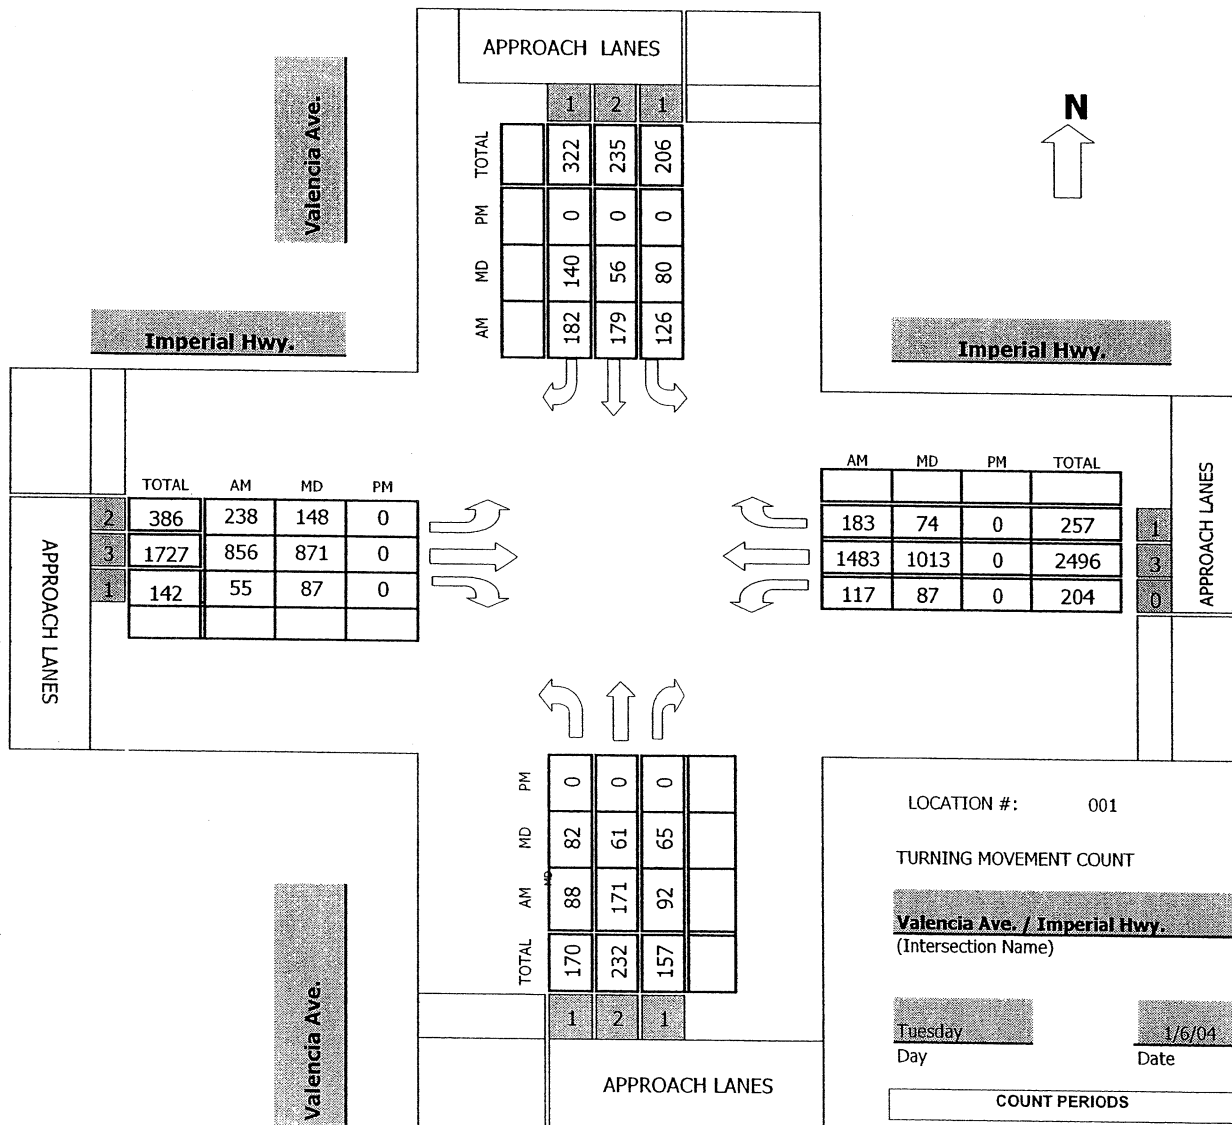 APPROACH LANES
1 2 1
TOTAL 322 235 206
PM 0 0 0
MD 140 56 80
AM 182 179 126
Valencia Ave.
N
Imperial Hwy.
Imperial Hwy.
TOTAL AM MD PM
2 386 238 148 0
3 1727 856 871 0
1 142 55 87 0
APPROACH LANES
AM MD PM TOTAL
183 74 0 257 1
1483 1013 0 2496 3
117 87 0 204 0
APPROACH LANES
PM 0 0 0
MD 82 61 65
MD
AM 88 171 92
TOTAL 170 232 157
1 2 1
APPROACH LANES
Valencia Ave.
LOCATION #: 001
TURNING MOVEMENT COUNT
Valencia Ave. / Imperial Hwy.
(Intersection Name)
Tuesday 1/6/04
Day Date
COUNT PERIODS